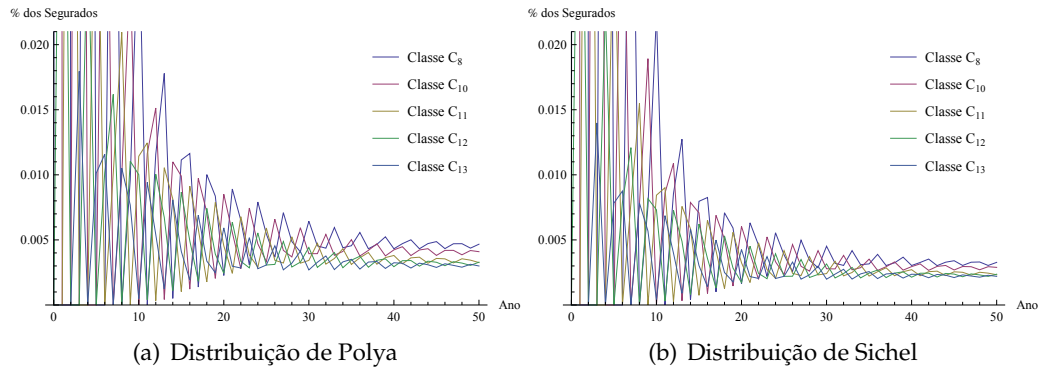 % dos Segurados
0.020
0.015
0.010
0.005
0 10 20 30 40 50
Ano
Classe C8
Classe C10
Classe C11
Classe C12
Classe C13
(a) Distribuição de Polya
% dos Segurados
0.020
0.015
0.010
0.005
0 10 20 30 40 50
Ano
Classe C8
Classe C10
Classe C11
Classe C12
Classe C13
(b) Distribuição de Sichel